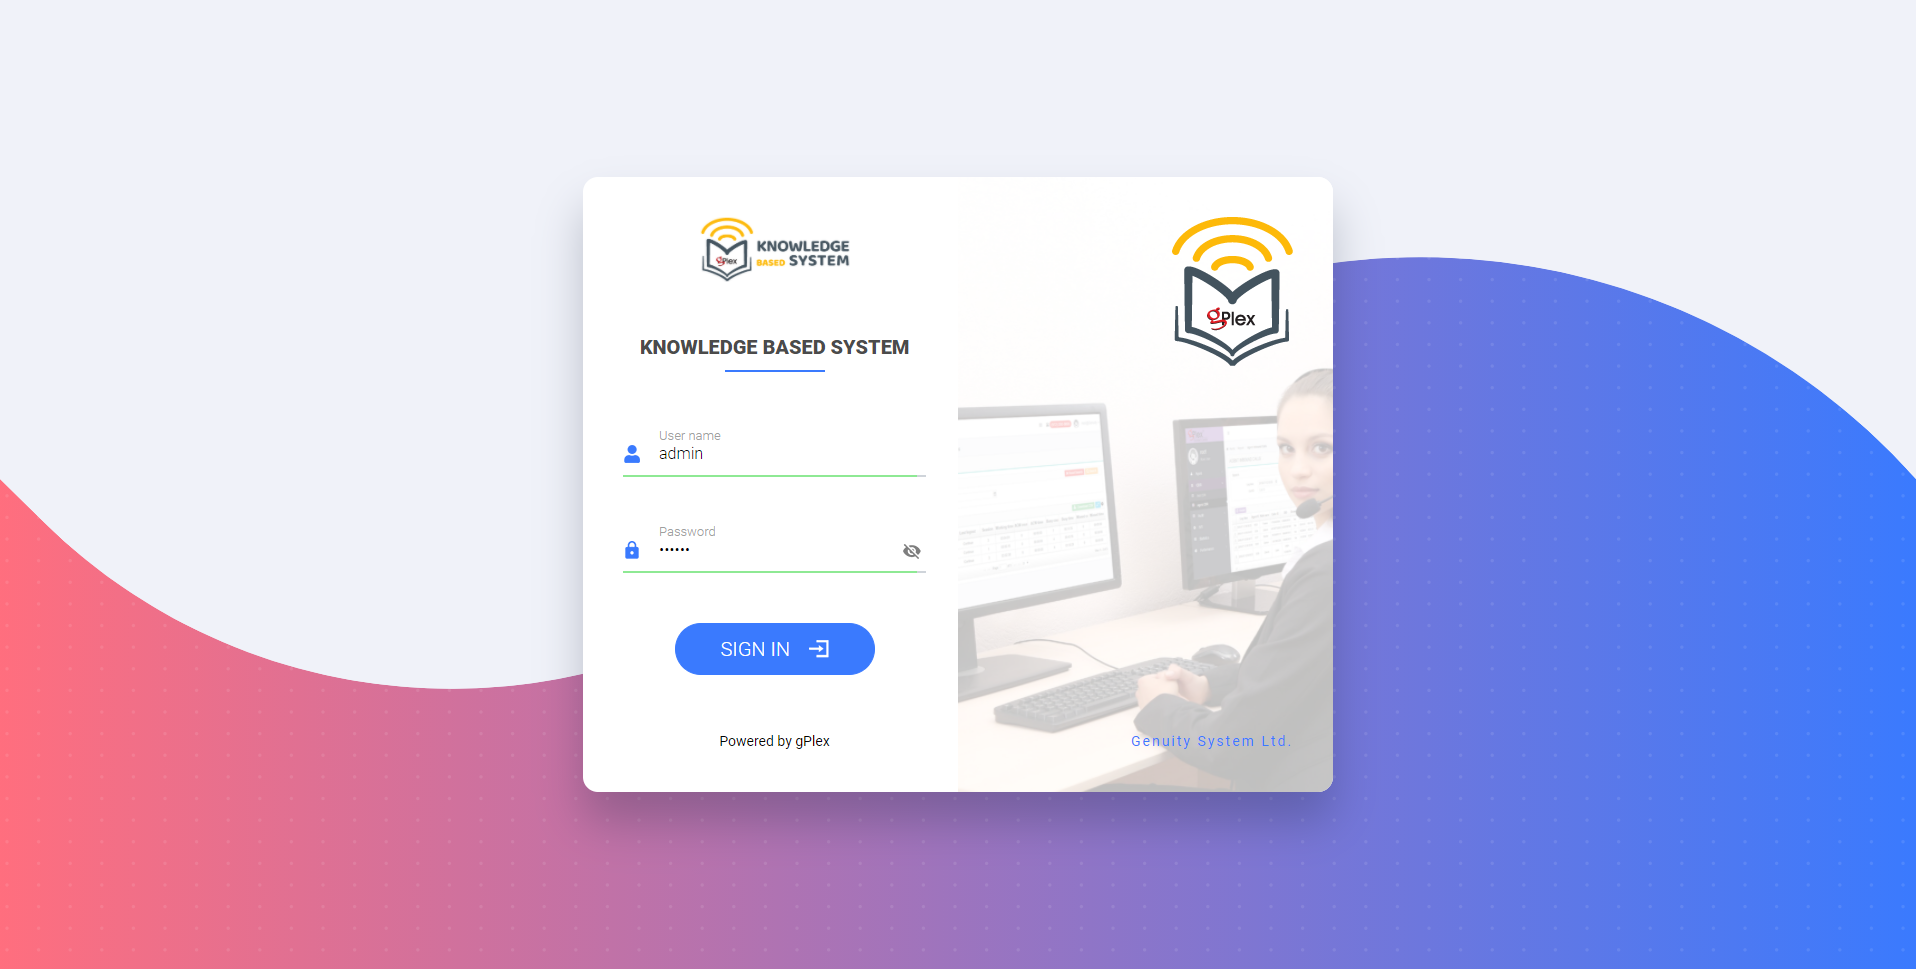 KNOWLEDGE
BASED SYSTEM
gPlex
KNOWLEDGE BASED SYSTEM
User name
admin
Password
••••••
SIGN IN
Powered by gPlex
gPlex
Genuity System Ltd.